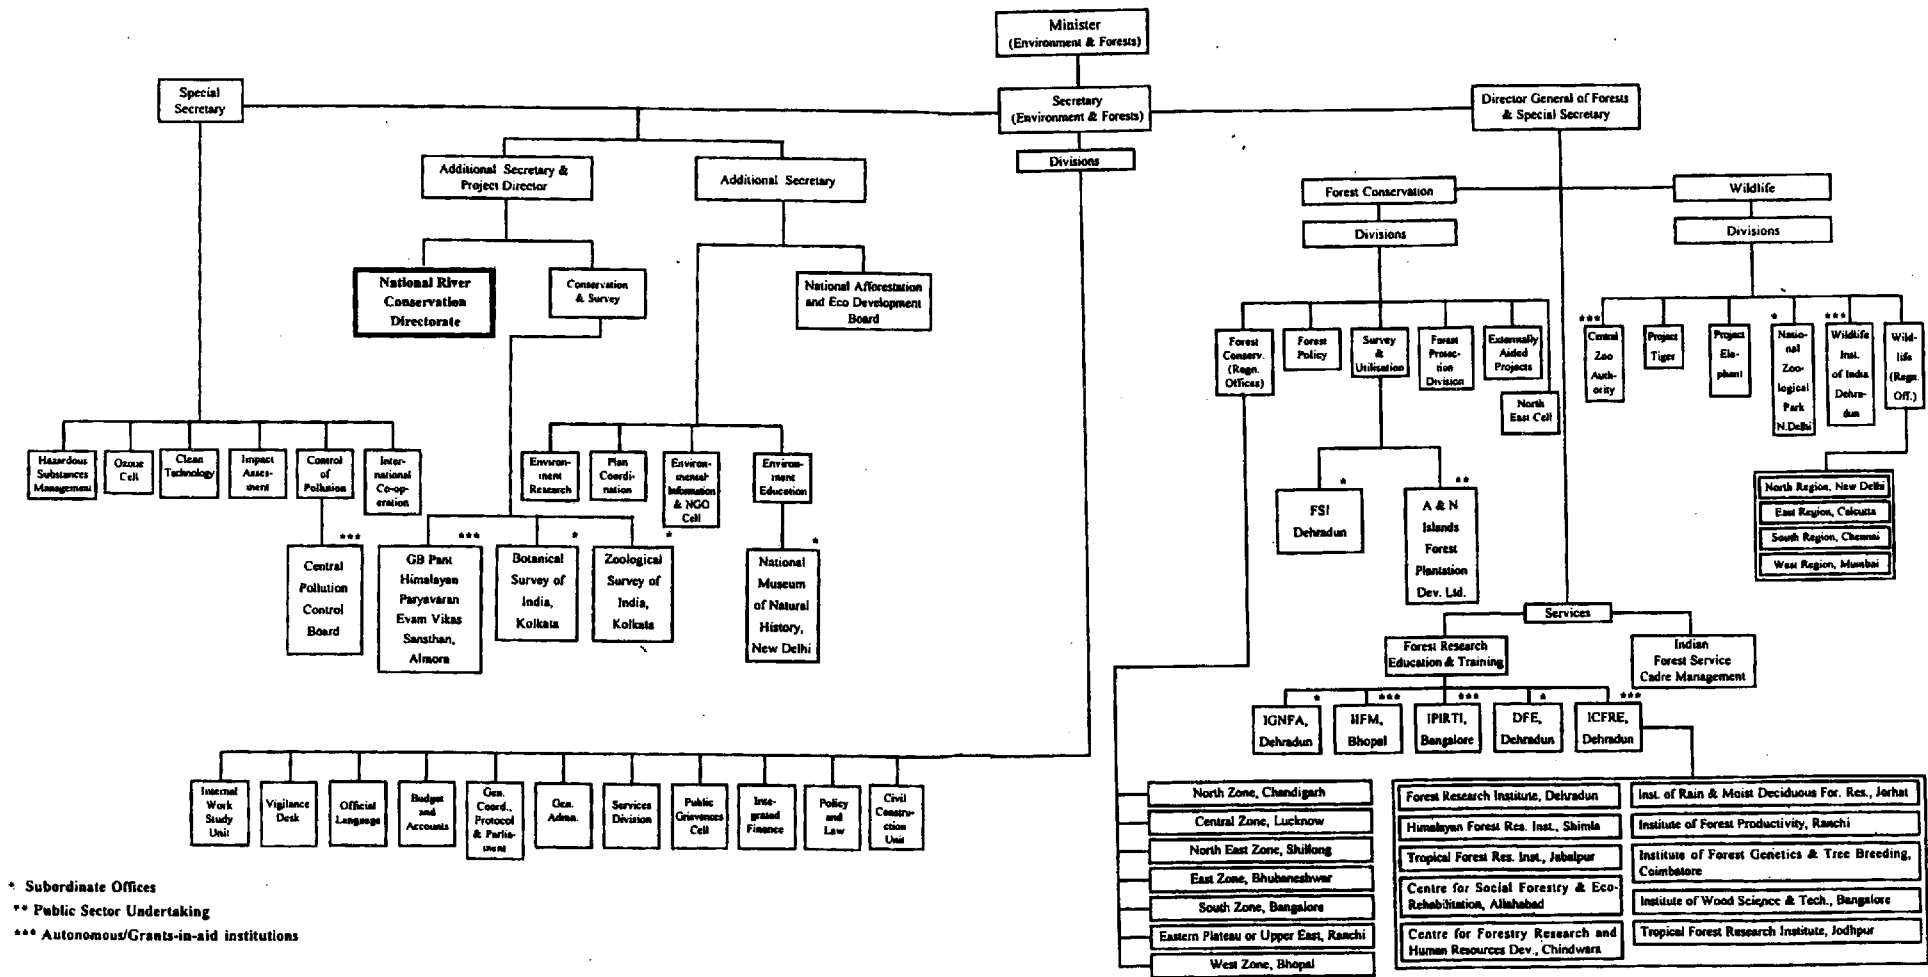 Minister
(Environment & Forests)
Special
Secretary
Secretary
(Environment & Forests)
Director General of Forests
& Special Secretary
Divisions
Additional Secretary &
Project Director
Additional Secretary
Forest Conservation
Wildlife
Divisions
Divisions
National River
Conservation
Directorate
Conservation
& Survey
National Afforestation
and Eco Development
Board
Forest
Conserv.
(Regn.
Offices)
Forest
Policy
Survey
&
Utilisation
Forest
Protec-
tion
Division
Externally
Aided
Projects
North
East Cell
***
Central
Zoo
Auth-
ority
Project
Tiger
Project
Ele-
phant
*
Natio-
nal
Zoo-
logical
Park
N.Delhi
***
Wildlife
Inst.
of India
Dehra-
dun
Wild-
life
(Regn.
Off.)
Hazardous
Substances
Management
Ozone
Cell
Clean
Technology
Impact
Asses-
ment
Control
of
Pollution
Inter-
national
Co-op-
eration
Environ-
ment
Research
Plan
Coordi-
nation
Environ-
mental
Information
& NGO
Cell
Environ-
ment
Education
North Region, New Delhi
East Region, Calcutta
South Region, Chennai
West Region, Mumbai
*
FSI
Dehradun
**
A & N
Islands
Forest
Plantation
Dev. Ltd.
***
Central
Pollution
Control
Board
***
GB Pant
Himalayan
Paryavaran
Evam Vikas
Sansthan,
Almora
*
Botanical
Survey of
India,
Kolkata
*
Zoological
Survey of
India,
Kolkata
*
National
Museum
of Natural
History,
New Delhi
Services
Forest Research
Education & Training
Indian
Forest Service
Cadre Management
*
IGNFA,
Dehradun
***
IIFM,
Bhopal
***
IPIRTI,
Bangalore
*
DFE,
Dehradun
***
ICFRE,
Dehradun
Internal
Work
Study
Unit
Vigilance
Desk
Official
Language
Budget
and
Accounts
Gen.
Coord.,
Protocol
& Parlia-
ment
Gen.
Admn.
Services
Division
Public
Grievances
Cell
Inte-
grated
Finance
Policy
and
Law
Civil
Constru-
ction
Unit
North Zone, Chandigarh
Central Zone, Lucknow
North East Zone, Shillong
East Zone, Bhubaneshwar
South Zone, Bangalore
Eastern Plateau or Upper East, Ranchi
West Zone, Bhopal
Forest Research Institute, Dehradun
Himalayan Forest Res. Inst., Shimla
Tropical Forest Res. Inst., Jabalpur
Centre for Social Forestry & Eco-
Rehabilitation, Allahabad
Centre for Forestry Research and
Human Resources Dev., Chindwara
Inst. of Rain & Moist Deciduous For. Res., Jorhat
Institute of Forest Productivity, Ranchi
Institute of Forest Genetics & Tree Breeding,
Coimbatore
Institute of Wood Science & Tech., Bangalore
Tropical Forest Research Institute, Jodhpur
* Subordinate Offices
** Public Sector Undertaking
*** Autonomous/Grants-in-aid institutions